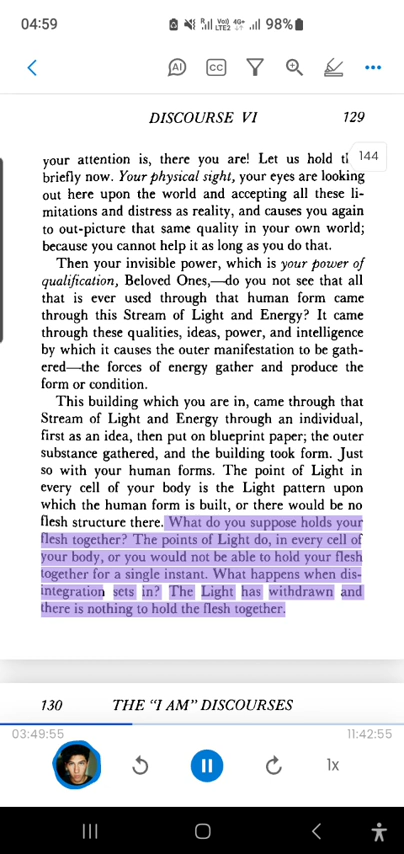 04:59
LTE2 4G+ 98%
AI CC
DISCOURSE VI 129
144
your attention is, there you are! Let us hold
briefly now. Your physical sight, your eyes are looking
out here upon the world and accepting all these li-
mitations and distress as reality, and causes you again
to out-picture that same quality in your own world;
because you cannot help it as long as you do that.
Then your invisible power, which is your power of
qualification, Beloved Ones,—do you not see that all
that is ever used through that human form came
through this Stream of Light and Energy? It came
through these qualities, ideas, power, and intelligence
by which it causes the outer manifestation to be gath-
ered—the forces of energy gather and produce the
form or condition.
This building which you are in, came through that
Stream of Light and Energy through an individual,
first as an idea, then put on blueprint paper; the outer
substance gathered, and the building took form. Just
so with your human forms. The point of Light in
every cell of your body is the Light pattern upon
which the human form is built, or there would be no
flesh structure there. What do you suppose holds your
flesh together? The points of Light do, in every cell of
your body, or you would not be able to hold your flesh
together for a single instant. What happens when dis-
integration sets in? The Light has withdrawn and
there is nothing to hold the flesh together.
130 THE “I AM” DISCOURSES
03:49:55 11:42:55
1x